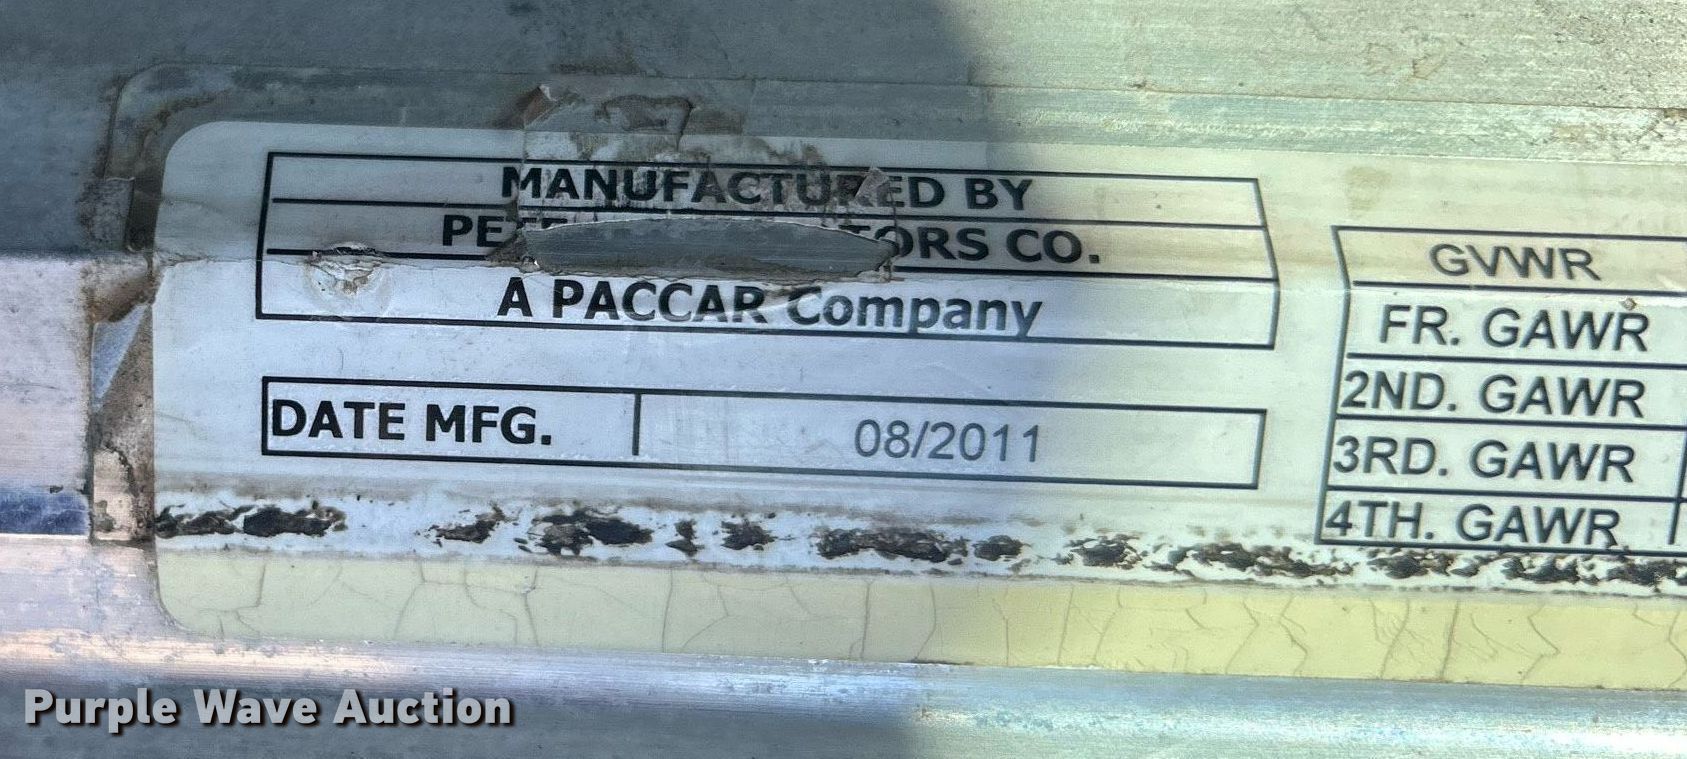 MANUFACTURED BY
CO.
A PACCAR Company
DATE MFG. 08/2011
GVWR
FR. GAWR
2ND. GAWR
3RD. GAWR
4TH. GAWR
Purple Wave Auction